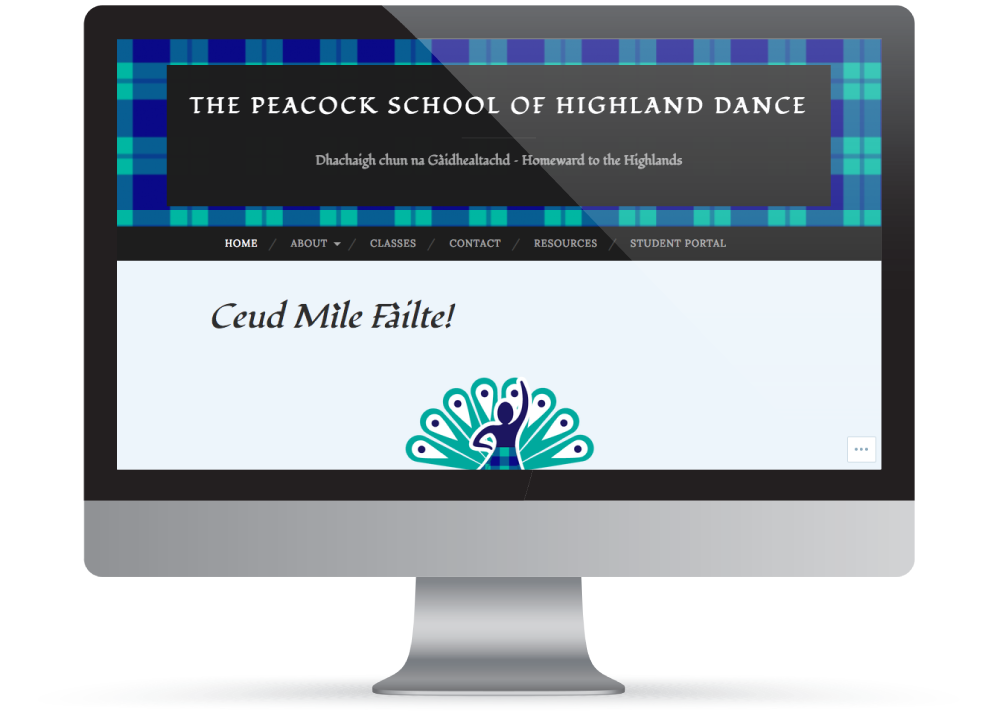 THE PEACOCK SCHOOL OF HIGHLAND DANCE
Dhachaigh chun na Gàidhealtachd - Homeward to the Highlands
HOME / ABOUT / CLASSES / CONTACT / RESOURCES / STUDENT PORTAL
Ceud Mìle Fàilte!